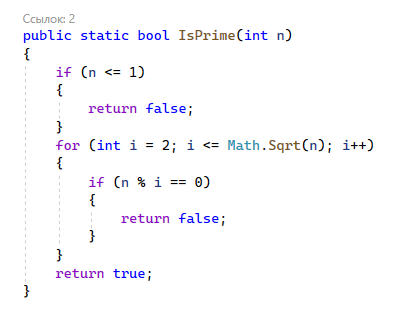 Ссылок: 2
public static bool IsPrime(int n)
{
    if (n <= 1)
    {
        return false;
    }
    for (int i = 2; i <= Math.Sqrt(n); i++)
    {
        if (n % i == 0)
        {
            return false;
        }
    }
    return true;
}